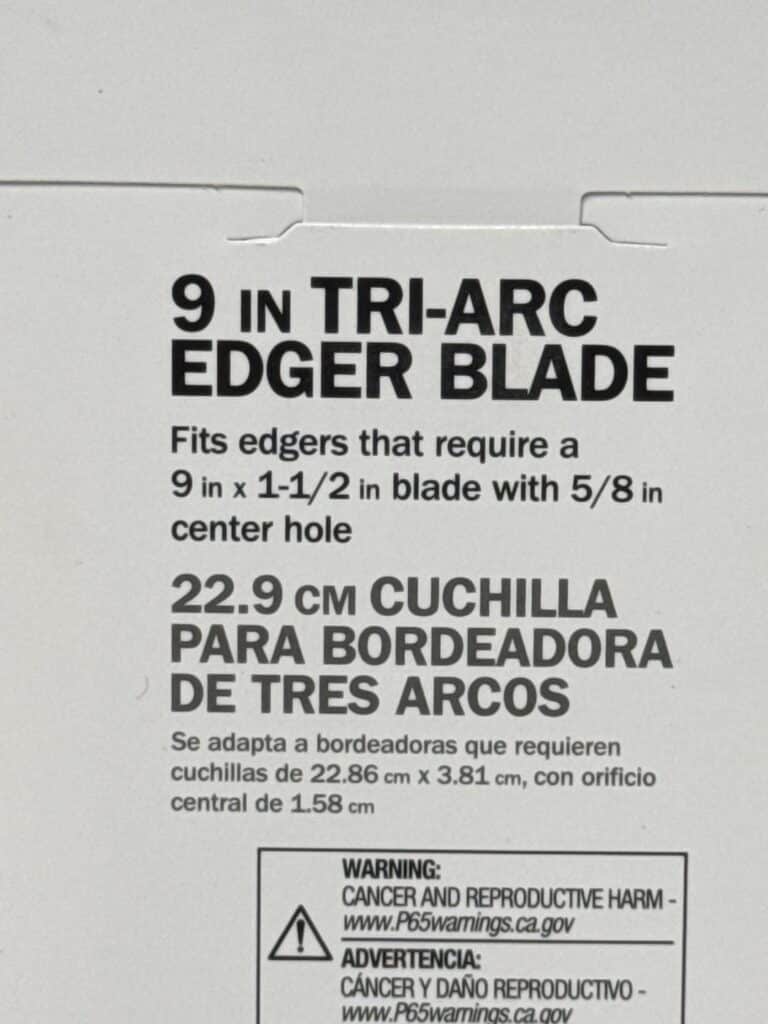 9 IN TRI-ARC
EDGER BLADE
Fits edgers that require a
9 in x 1-1/2 in blade with 5/8 in
center hole
22.9 CM CUCHILLA
PARA BORDEADORA
DE TRES ARCOS
Se adapta a bordeadoras que requieren
cuchillas de 22.86 cm x 3.81 cm, con orificio
central de 1.58 cm
WARNING:
CANCER AND REPRODUCTIVE HARM -
www.P65warnings.ca.gov
ADVERTENCIA:
CÁNCER Y DAÑO REPRODUCTIVO -
www.P65warnings.ca.gov